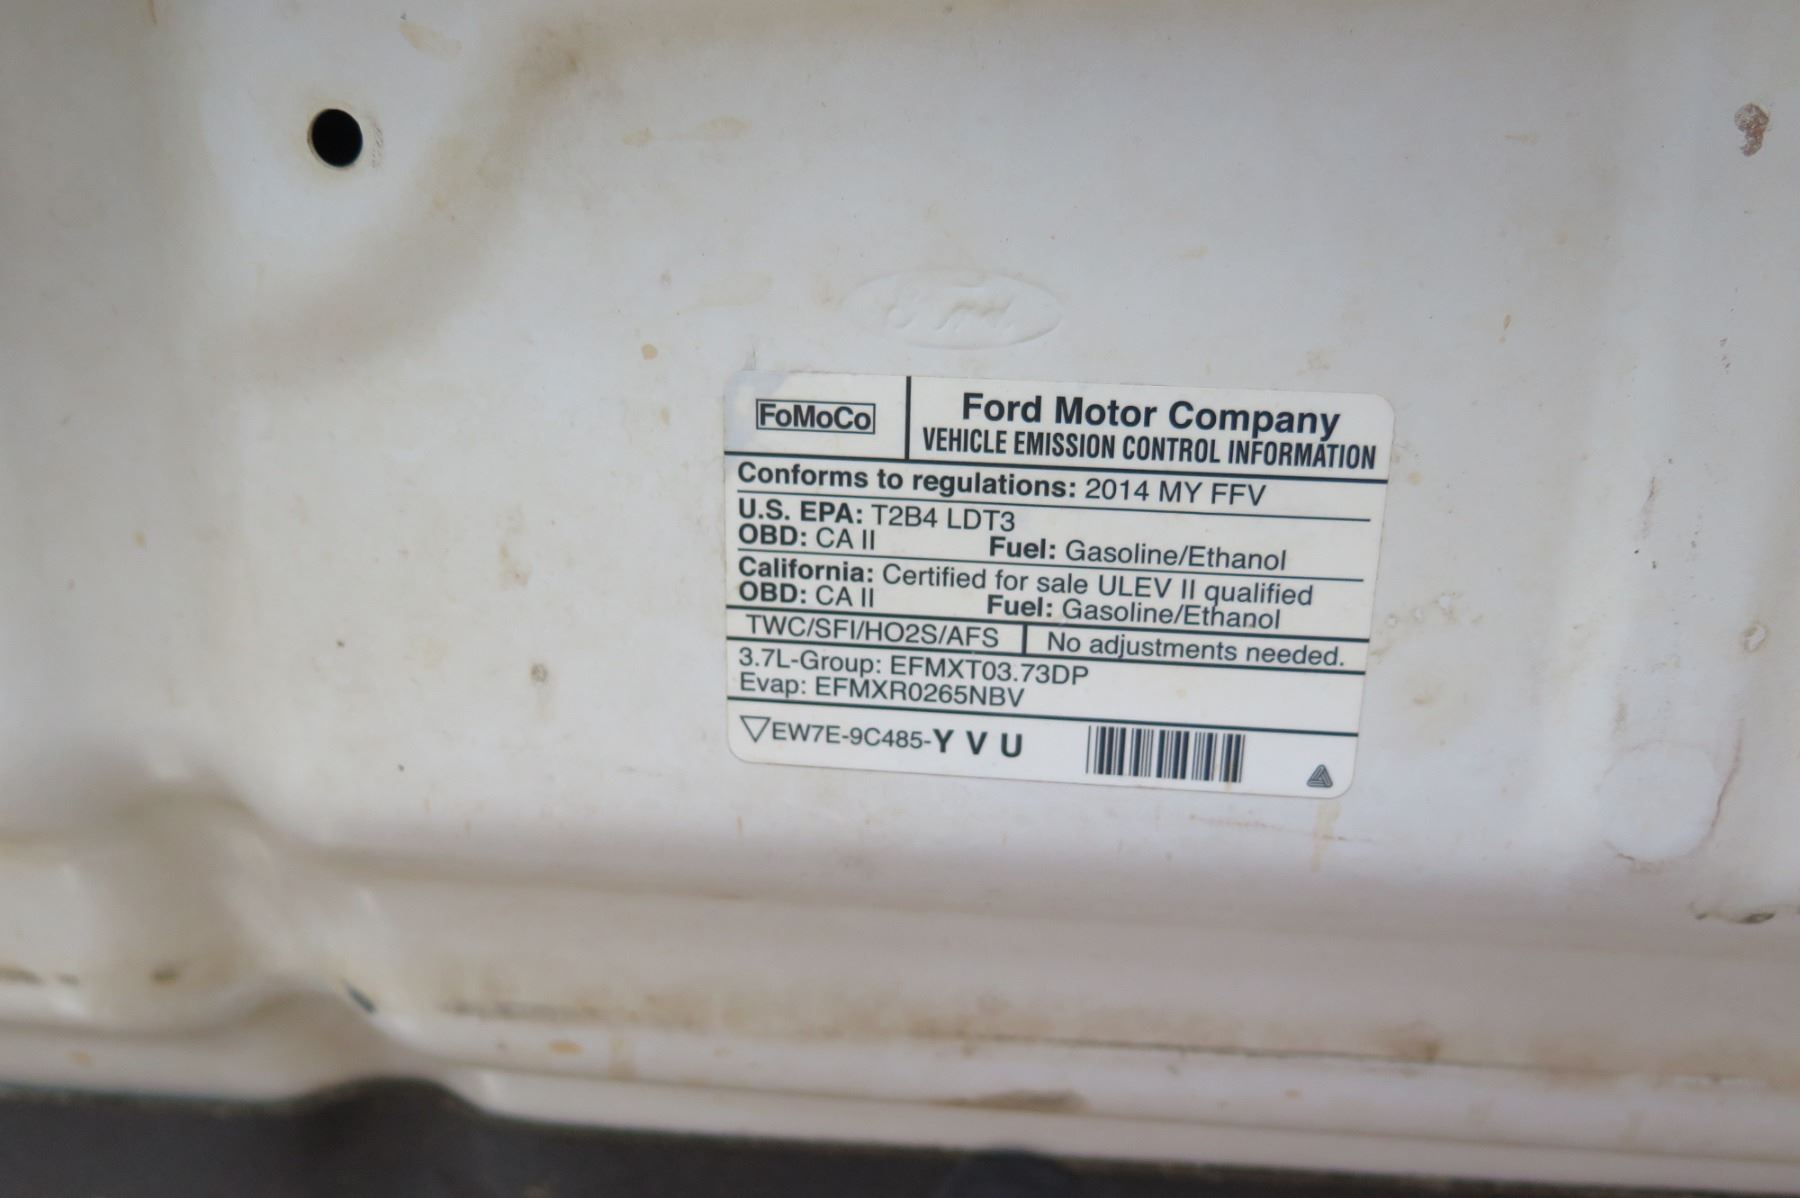 Ford
FoMoCo
Ford Motor Company
VEHICLE EMISSION CONTROL INFORMATION
Conforms to regulations: 2014 MY FFV
U.S. EPA: T2B4 LDT3
OBD: CA II Fuel: Gasoline/Ethanol
California: Certified for sale ULEV II qualified
OBD: CA II Fuel: Gasoline/Ethanol
TWC/SFI/HO2S/AFS No adjustments needed.
3.7L-Group: EFMXT03.73DP
Evap: EFMXR0265NBV
EW7E-9C485-Y V U